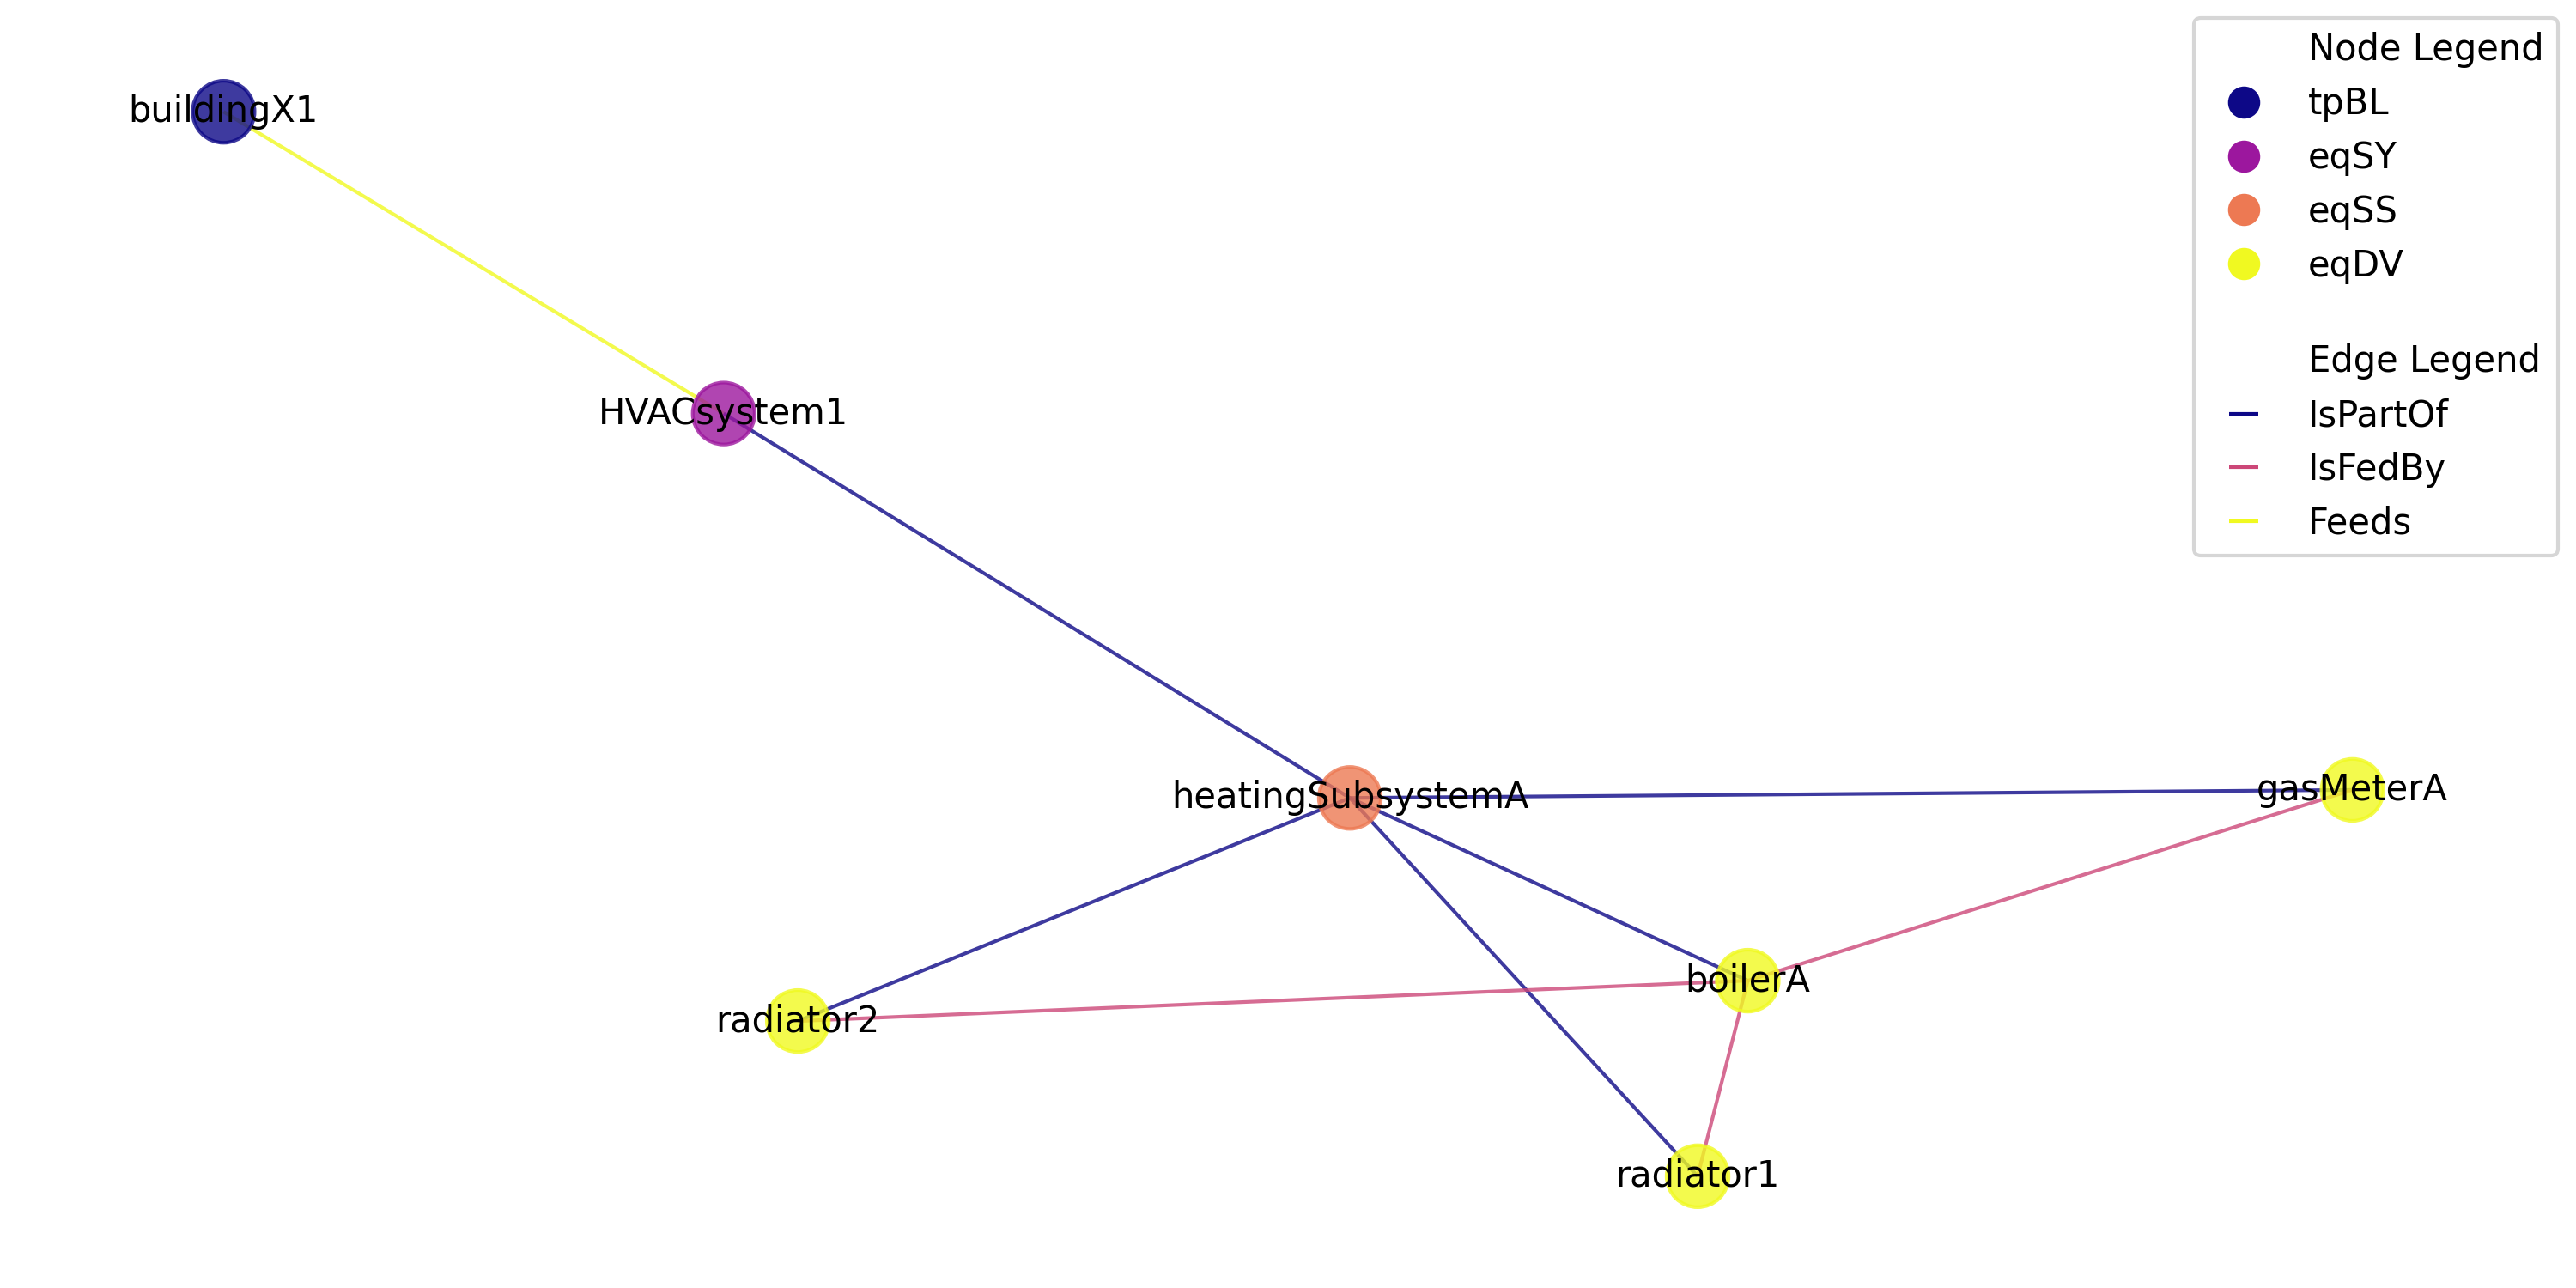 buildingX1
HVACsystem1
heatingSubsystemA
gasMeterA
boilerA
radiator2
radiator1
Node Legend
tpBL
eqSY
eqSS
eqDV
Edge Legend
IsPartOf
IsFedBy
Feeds